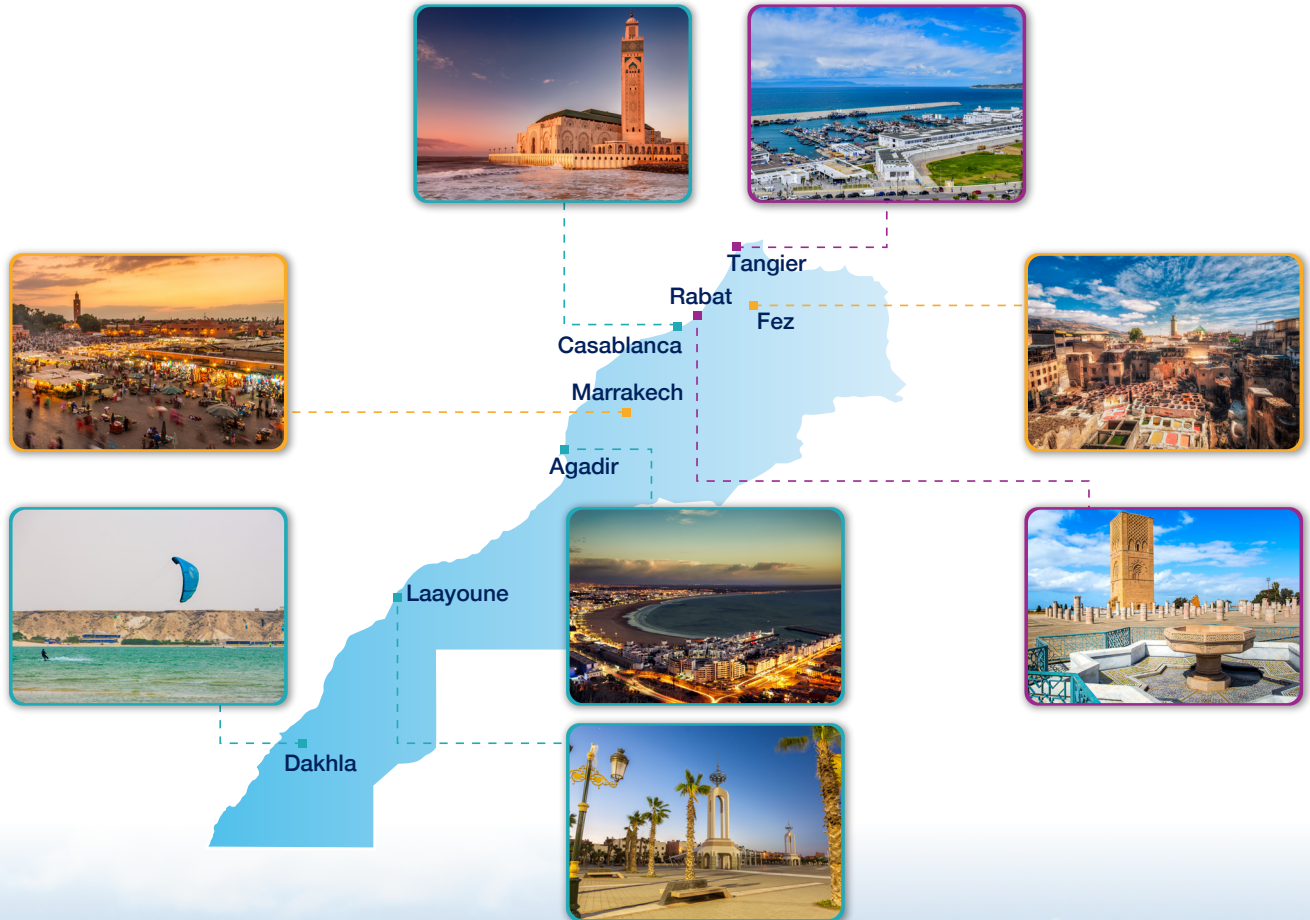 Tangier
Rabat
Fez
Casablanca
Marrakech
Agadir
Laayoune
Dakhla